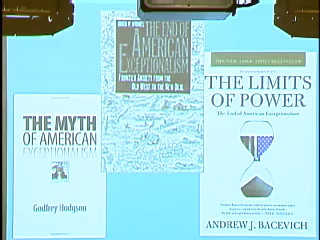 THE MYTH
OF AMERICAN
EXCEPTIONALISM
Godfrey Hodgson
THE END OF
AMERICAN
EXCEPTIONALISM
FRONTIER ANXIETY FROM THE
OLD WEST TO THE NEW DEAL
THE NEW YORK TIMES BESTSELLER
THE LIMITS
OF POWER
The End of American Exceptionalism
ANDREW J. BACEVICH